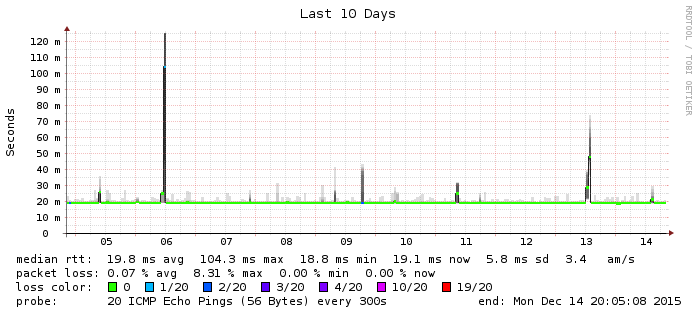 Last 10 Days
RRDTOOL / TOBI OETIKER
Seconds
120 m
110 m
100 m
90 m
80 m
70 m
60 m
50 m
40 m
30 m
20 m
10 m
0
05 06 07 08 09 10 11 12 13 14
median rtt: 19.8 ms avg 104.3 ms max 18.8 ms min 19.1 ms now 5.8 ms sd 3.4 am/s
packet loss: 0.07 % avg 8.31 % max 0.00 % min 0.00 % now
loss color: 0 1/20 2/20 3/20 4/20 10/20 19/20
probe: 20 ICMP Echo Pings (56 Bytes) every 300s end: Mon Dec 14 20:05:08 2015